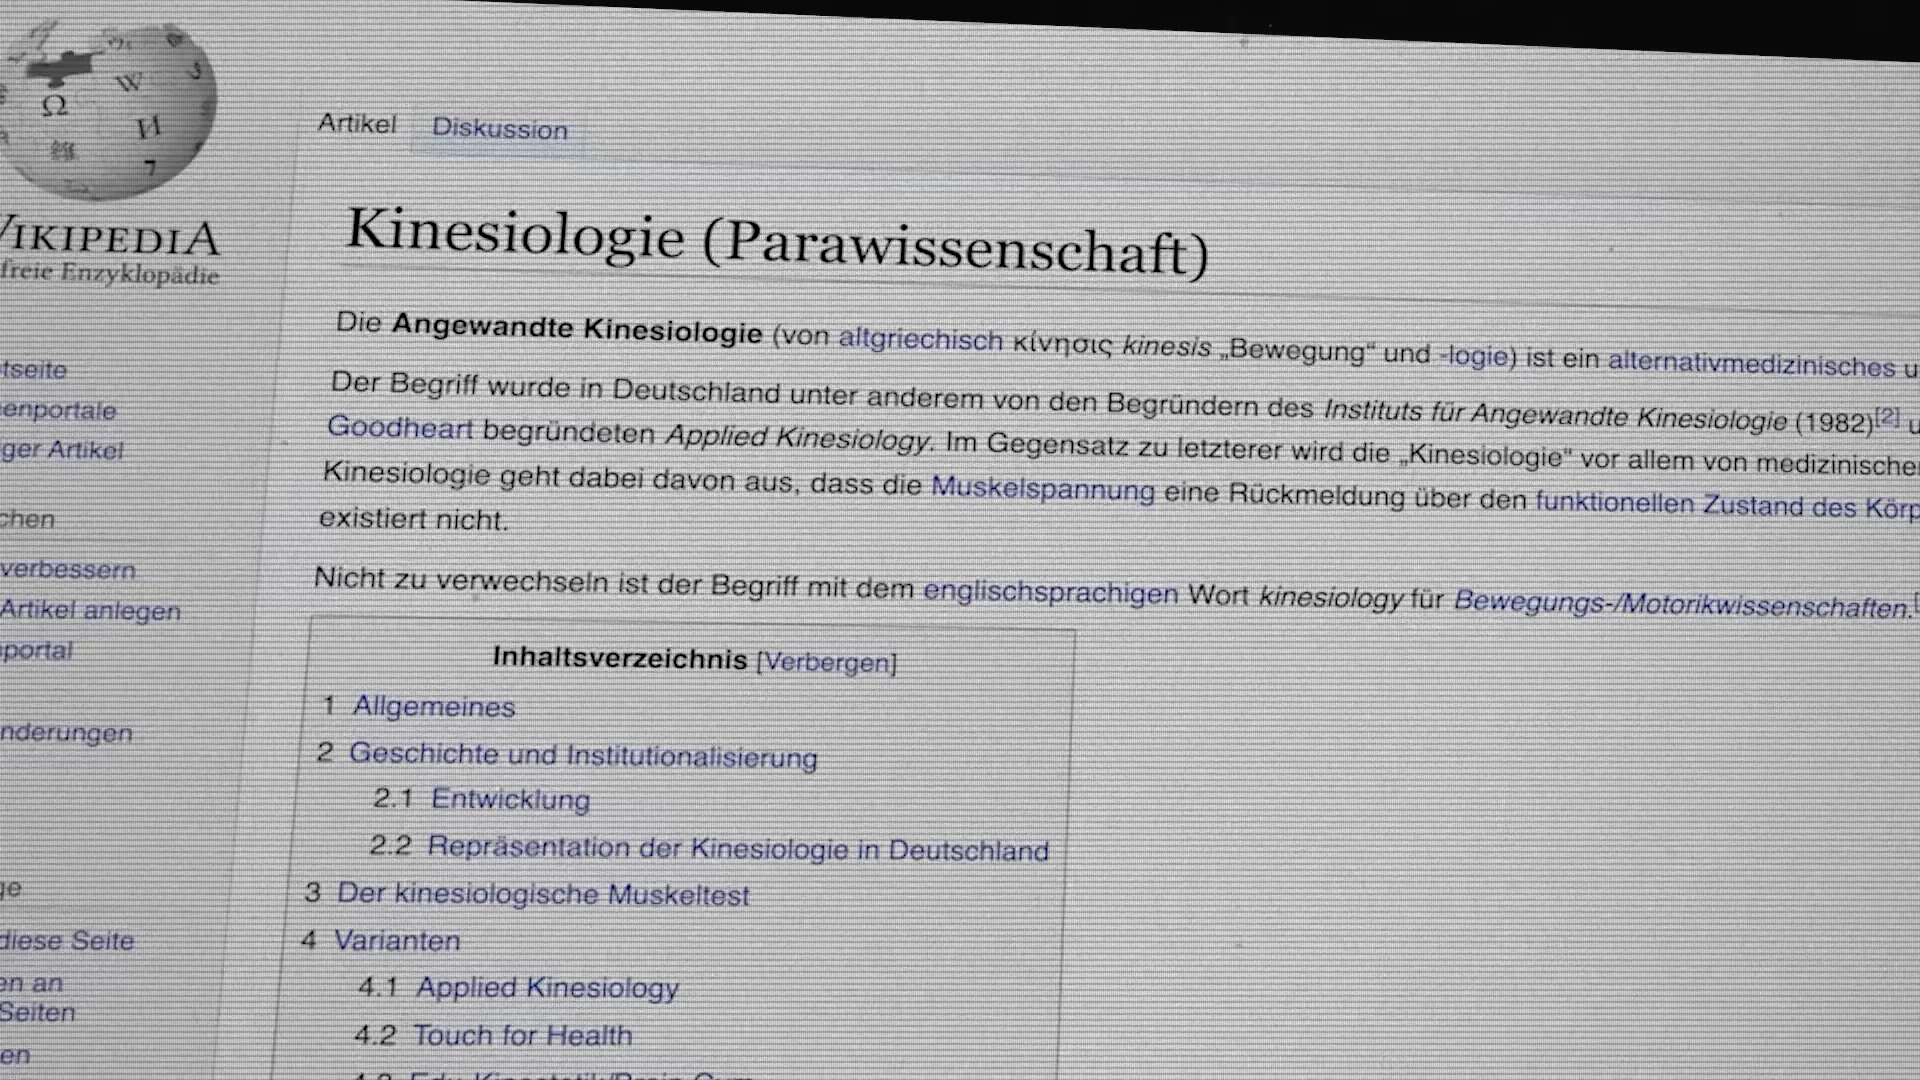 Ω
W
И
維
7
WIKIPEDIA
freie Enzyklopädie
Artikel Diskussion
Kinesiologie (Parawissenschaft)
Die Angewandte Kinesiologie (von altgriechisch κίνησις kinesis „Bewegung“ und -logie) ist ein alternativmedizinisches u
Der Begriff wurde in Deutschland unter anderem von den Begründern des Instituts für Angewandte Kinesiologie (1982)[2] u
Goodheart begründeten Applied Kinesiology. Im Gegensatz zu letzterer wird die „Kinesiologie“ vor allem von medizinische
Kinesiologie geht dabei davon aus, dass die Muskelspannung eine Rückmeldung über den funktionellen Zustand des Körp
existiert nicht.
Nicht zu verwechseln ist der Begriff mit dem englischsprachigen Wort kinesiology für Bewegungs-/Motorikwissenschaften.[
Inhaltsverzeichnis [Verbergen]
1 Allgemeines
2 Geschichte und Institutionalisierung
2.1 Entwicklung
2.2 Repräsentation der Kinesiologie in Deutschland
3 Der kinesiologische Muskeltest
4 Varianten
4.1 Applied Kinesiology
4.2 Touch for Health
tseite
enportale
ger Artikel
chen
verbessern
Artikel anlegen
portal
nderungen
ge
diese Seite
en an
Seiten
en